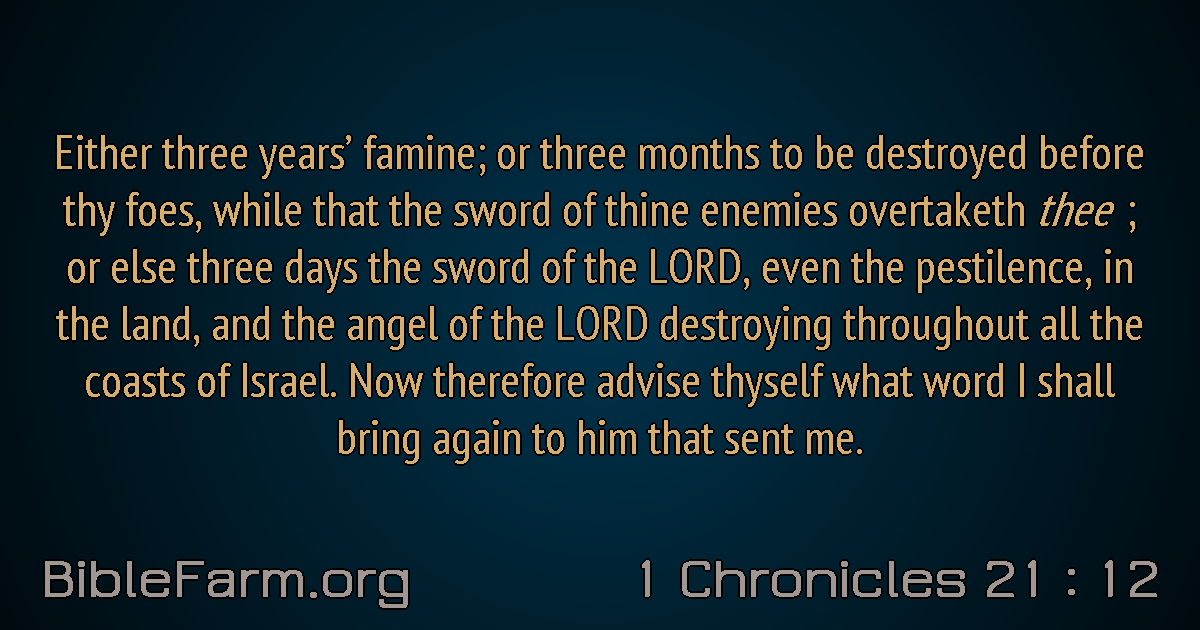 Either three years’ famine; or three months to be destroyed before
thy foes, while that the sword of thine enemies overtaketh thee ;
or else three days the sword of the LORD, even the pestilence, in
the land, and the angel of the LORD destroying throughout all the
coasts of Israel. Now therefore advise thyself what word I shall
bring again to him that sent me.
BibleFarm.org
1 Chronicles 21 : 12